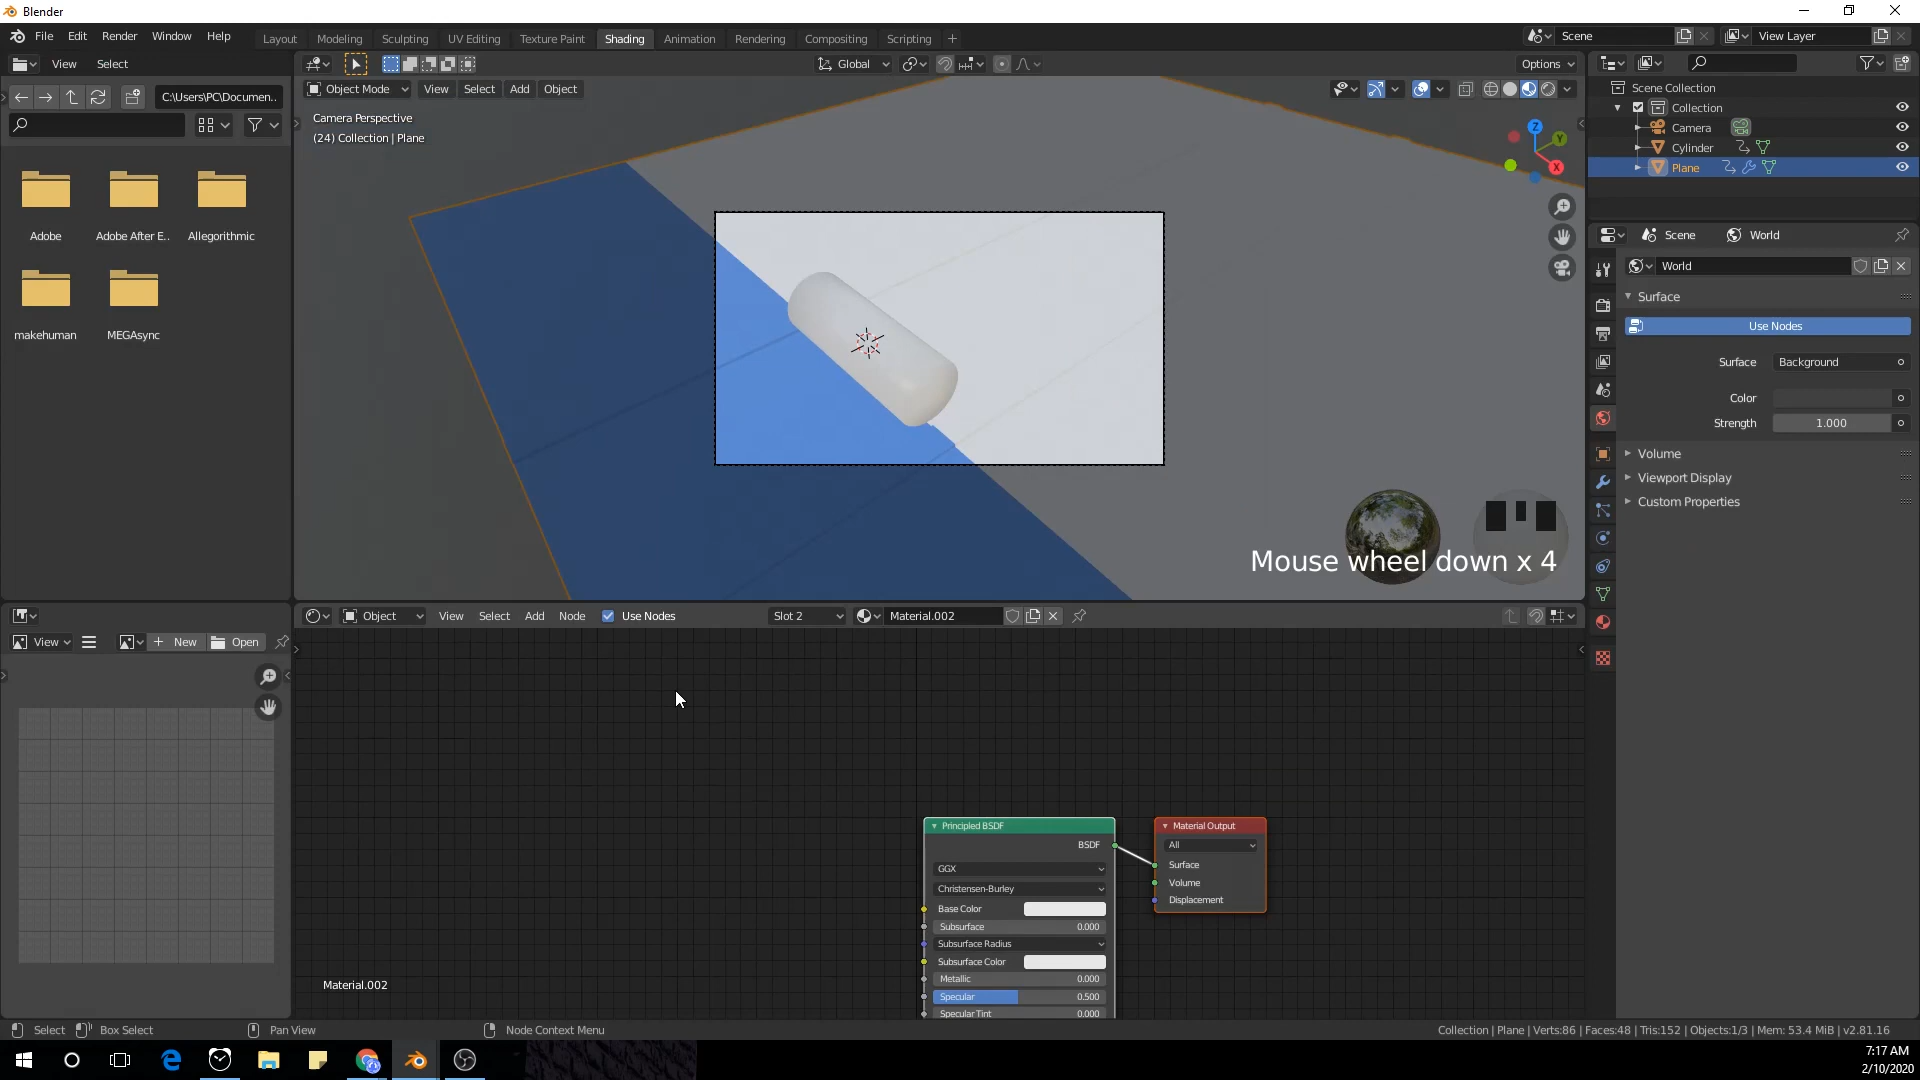 Blender
File Edit Render Window Help
Layout Modeling Sculpting UV Editing Texture Paint Shading Animation Rendering Compositing Scripting
Scene
View Layer
View Select
Global
Options
C:\Users\PC\Documen..
Object Mode View Select Add Object
Camera Perspective
(24) Collection | Plane
Z
Y
X
Adobe
Adobe After E..
Allegorithmic
makehuman
MEGAsync
Mouse wheel down x 4
Scene Collection
Collection
Camera
Cylinder
Plane
Scene World
World
Surface
Use Nodes
Surface Background
Color
Strength 1.000
Volume
Viewport Display
Custom Properties
View New Open
Object View Select Add Node Use Nodes Slot 2 Material.002
Principled BSDF
BSDF
GGX
Christensen-Burley
Base Color
Subsurface 0.000
Subsurface Radius
Subsurface Color
Metallic 0.000
Specular 0.500
Specular Tint 0.000
Material Output
All
Surface
Volume
Displacement
Material.002
Select Box Select Pan View Node Context Menu
Collection | Plane | Verts:86 | Faces:48 | Tris:152 | Objects:1/3 | Mem: 53.4 MiB | v2.81.16
7:17 AM
2/10/2020